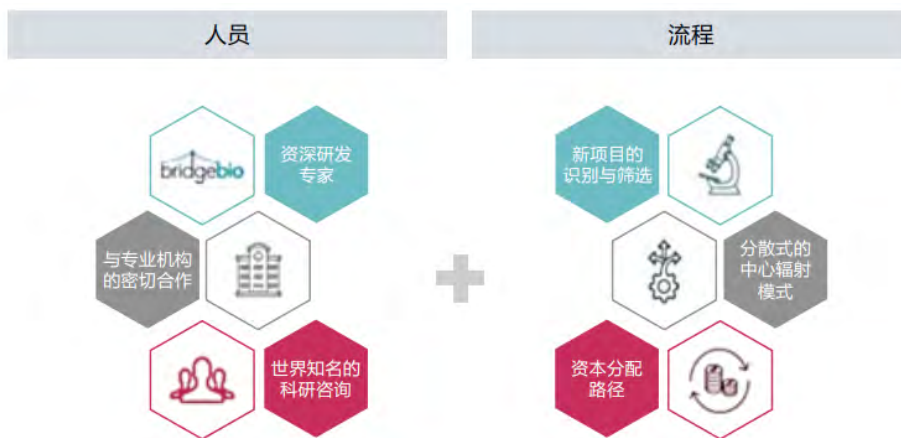 人员
流程
bridgebio
资深研发
专家
与专业机构
的密切合作
世界知名的
科研咨询
新项目的
识别与筛选
分散式的
中心辐射
模式
资本分配
路径